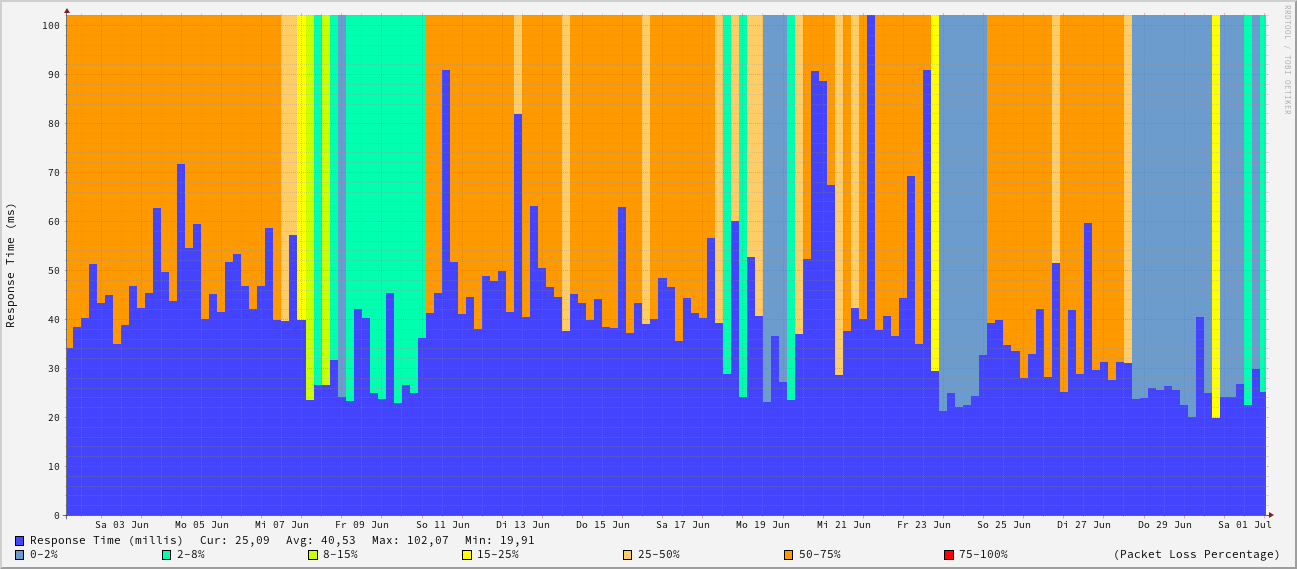 RRDTOOL / TOBI OETIKER
Response Time (ms)
100
90
80
70
60
50
40
30
20
10
0
Sa 03 Jun Mo 05 Jun Mi 07 Jun Fr 09 Jun So 11 Jun Di 13 Jun Do 15 Jun Sa 17 Jun Mo 19 Jun Mi 21 Jun Fr 23 Jun So 25 Jun Di 27 Jun Do 29 Jun Sa 01 Jul
Response Time (millis) Cur: 25,09 Avg: 40,53 Max: 102,07 Min: 19,91
0-2% 2-8% 8-15% 15-25% 25-50% 50-75% 75-100% (Packet Loss Percentage)